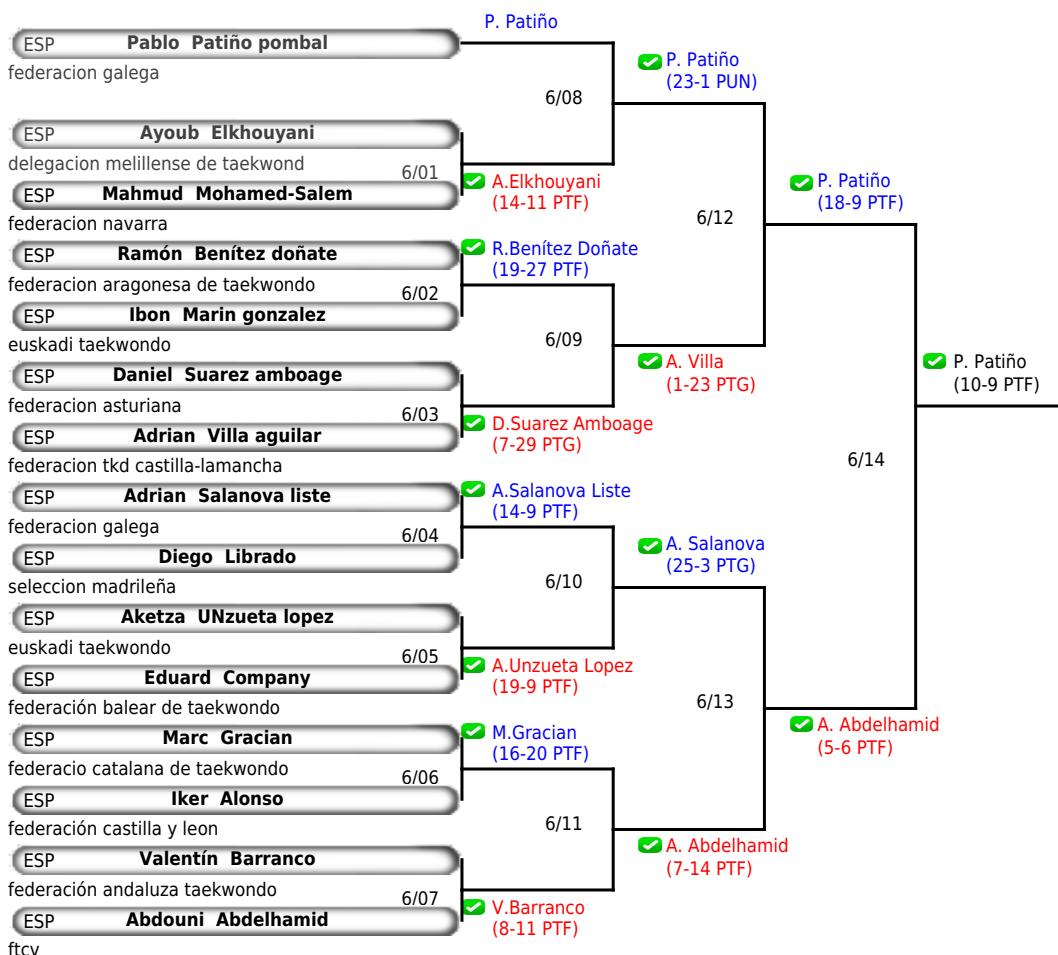 P. Patiño
ESP Pablo Patiño pombal
federacion galega
P. Patiño
(23-1 PUN)
6/08
ESP Ayoub Elkhouyani
delegacion melillense de taekwond
6/01
A.Elkhouyani
(14-11 PTF)
ESP Mahmud Mohamed-Salem
federacion navarra
P. Patiño
(18-9 PTF)
6/12
ESP Ramón Benítez doñate
federacion aragonesa de taekwondo
R.Benítez Doñate
(19-27 PTF)
6/02
ESP Ibon Marin gonzalez
euskadi taekwondo
6/09
A. Villa
(1-23 PTG)
P. Patiño
(10-9 PTF)
ESP Daniel Suarez amboage
federacion asturiana
6/03
D.Suarez Amboage
(7-29 PTG)
ESP Adrian Villa aguilar
federacion tkd castilla-lamancha
6/14
ESP Adrian Salanova liste
federacion galega
A.Salanova Liste
(14-9 PTF)
6/04
ESP Diego Librado
seleccion madrileña
A. Salanova
(25-3 PTG)
6/10
ESP Aketza UNzueta lopez
euskadi taekwondo
6/05
A.Unzueta Lopez
(19-9 PTF)
ESP Eduard Company
federación balear de taekwondo
6/13
A. Abdelhamid
(5-6 PTF)
ESP Marc Gracian
federacio catalana de taekwondo
M.Gracian
(16-20 PTF)
6/06
ESP Iker Alonso
federación castilla y leon
6/11
A. Abdelhamid
(7-14 PTF)
ESP Valentín Barranco
federación andaluza taekwondo
6/07
V.Barranco
(8-11 PTF)
ESP Abdouni Abdelhamid
ftcv